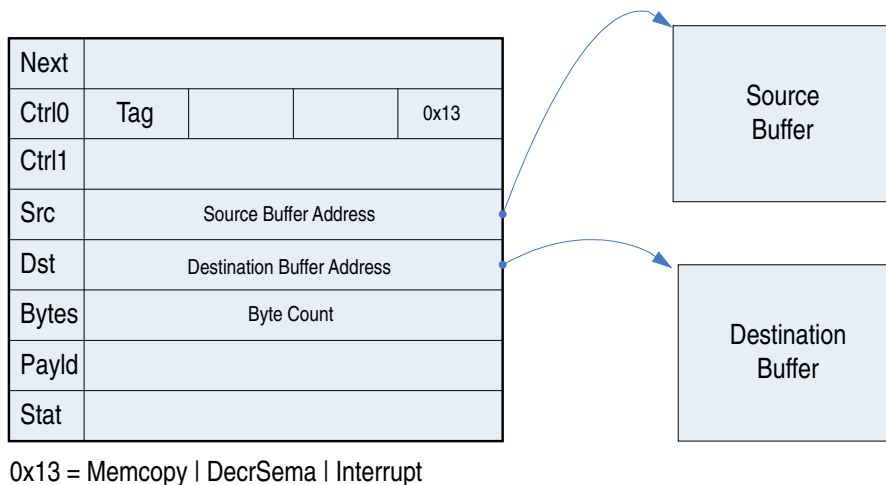 Next
Ctrl0 Tag 0x13
Ctrl1
Src Source Buffer Address
Dst Destination Buffer Address
Bytes Byte Count
Payld
Stat
Source
Buffer
Destination
Buffer
0x13 = Memcopy | DecrSema | Interrupt